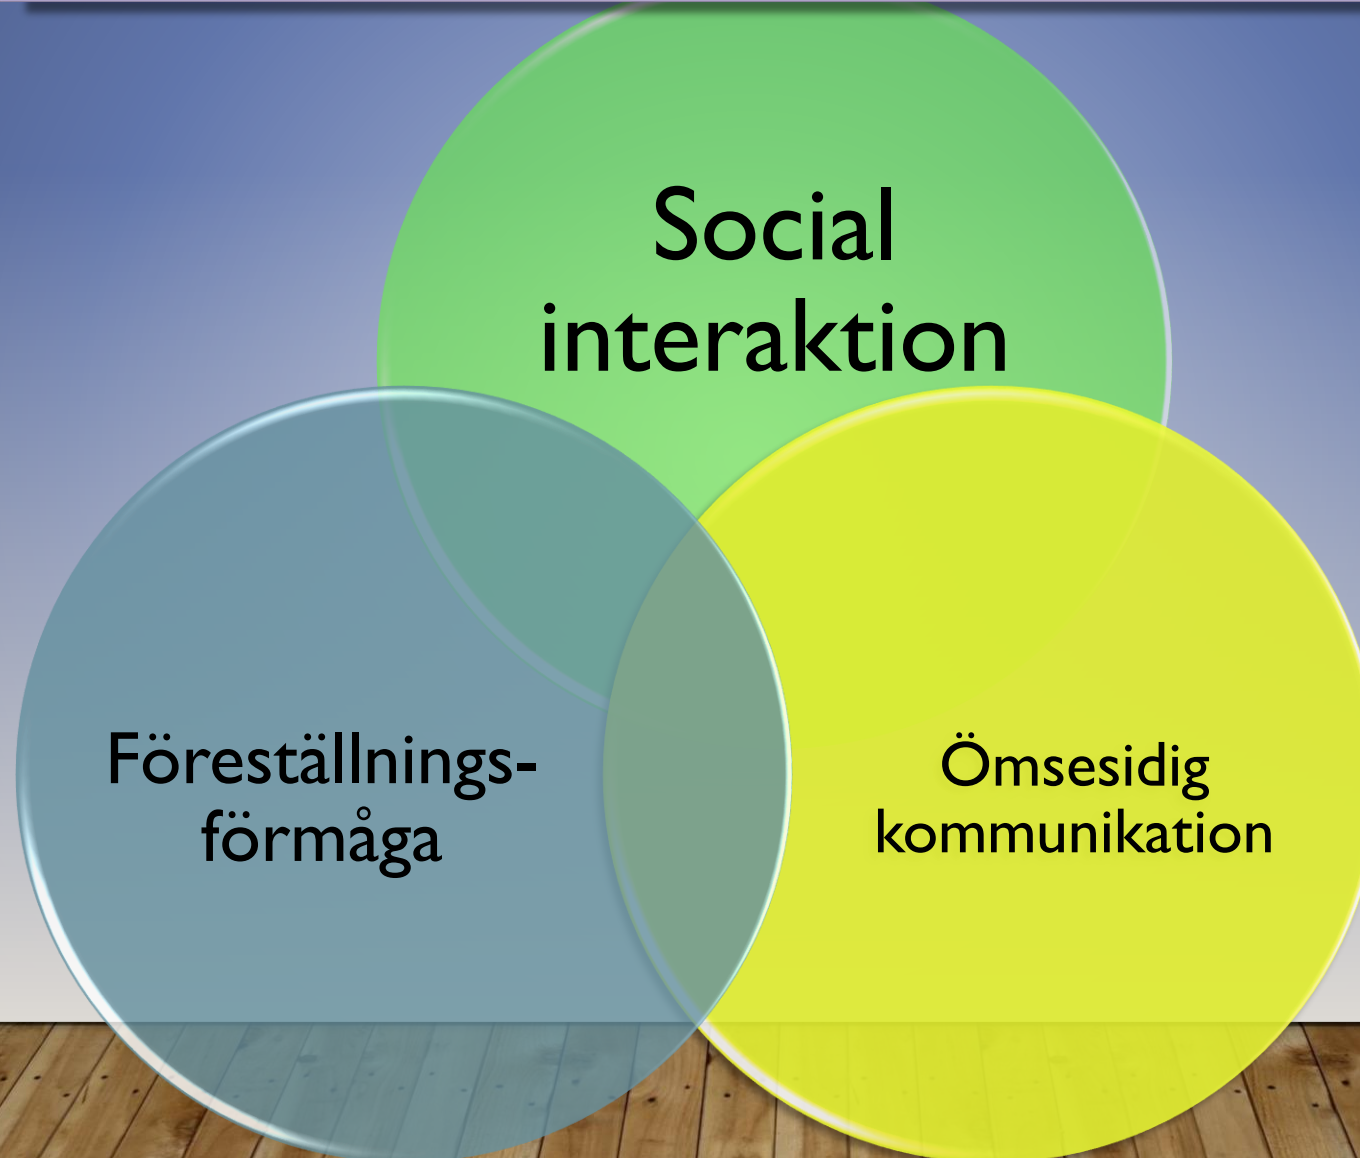 Social
interaktion
Föreställnings-
förmåga
Ömsesidig
kommunikation